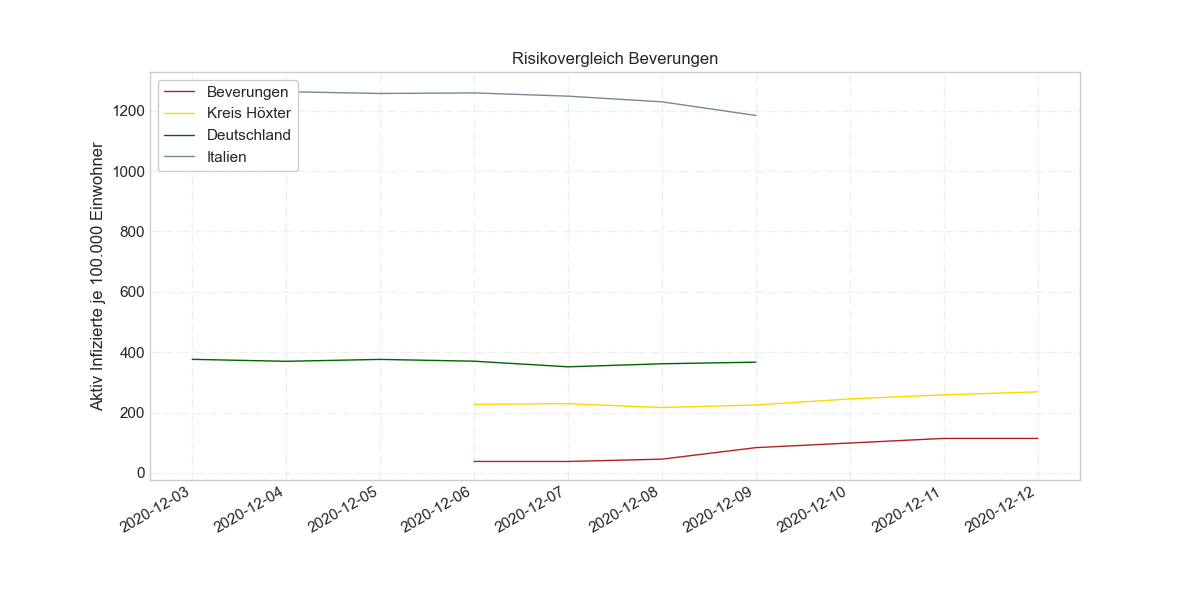 Risikovergleich Beverungen
Beverungen
Kreis Höxter
Deutschland
Italien
Aktiv Infizierte je 100.000 Einwohner
1200
1000
800
600
400
200
0
2020-12-03
2020-12-04
2020-12-05
2020-12-06
2020-12-07
2020-12-08
2020-12-09
2020-12-10
2020-12-11
2020-12-12